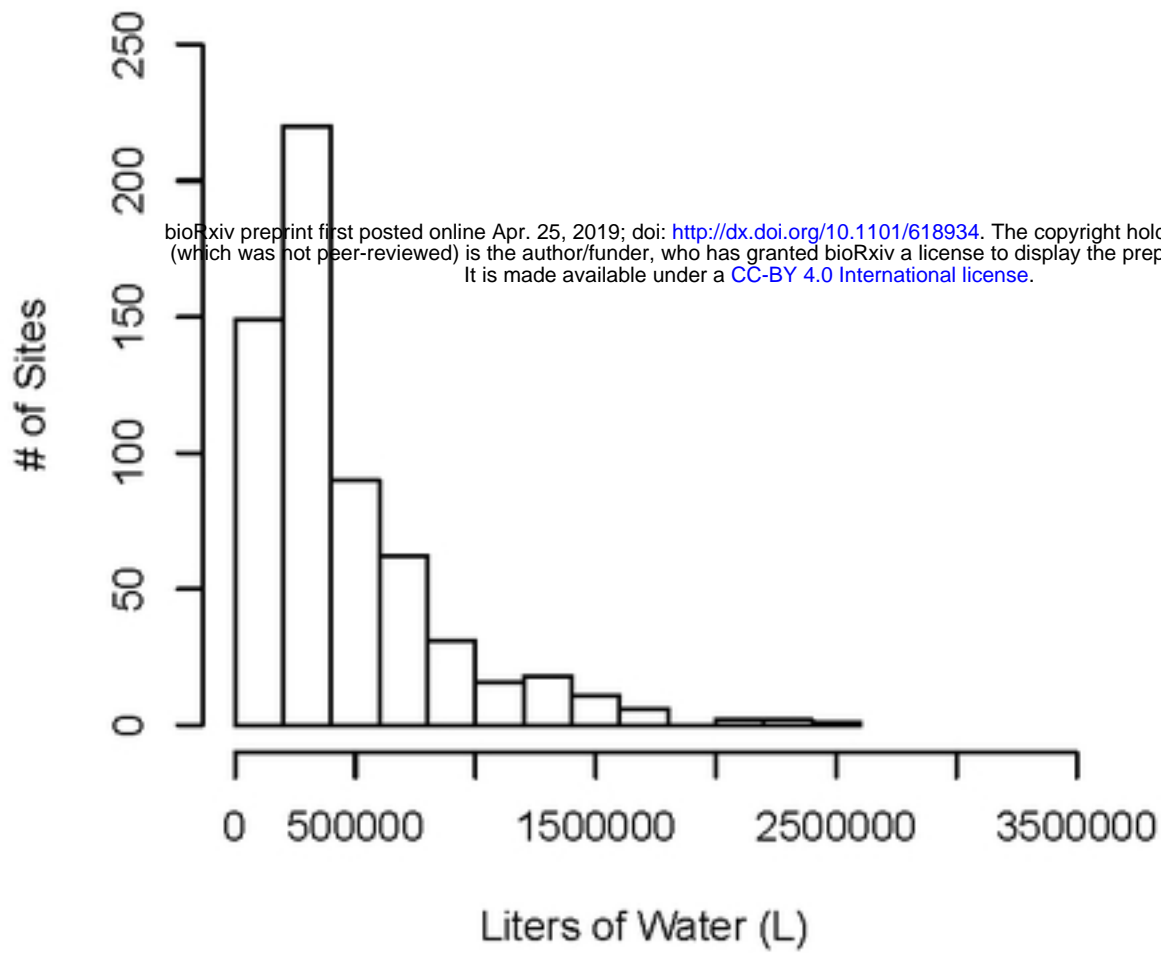 250
200
bioRxiv preprint first posted online Apr. 25, 2019; doi: http://dx.doi.org/10.1101/618934. The copyright
(which was not peer-reviewed) is the author/funder, who has granted bioRxiv a license to display the
It is made available under a CC-BY 4.0 International license.
150
# of Sites
100
50
0
0 500000 1500000 2500000 3500000
Liters of Water (L)